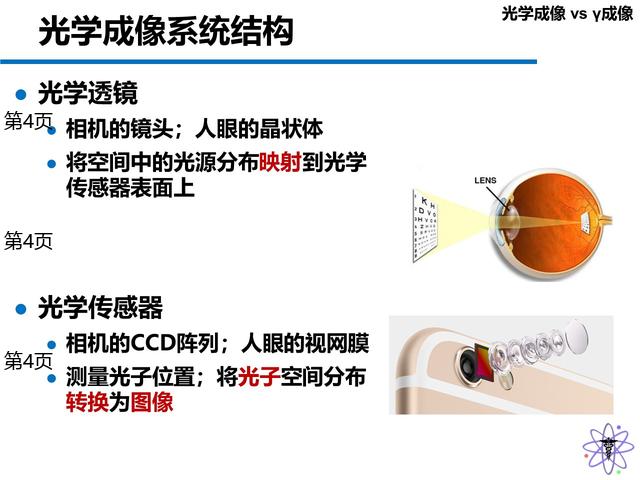 光学成像 vs γ成像
光学成像系统结构
光学透镜
第4页
相机的镜头；人眼的晶状体
将空间中的光源分布映射到光学
传感器表面上
LENS
第4页
光学传感器
相机的CCD阵列；人眼的视网膜
第4页
测量光子位置；将光子空间分布
转换为图像